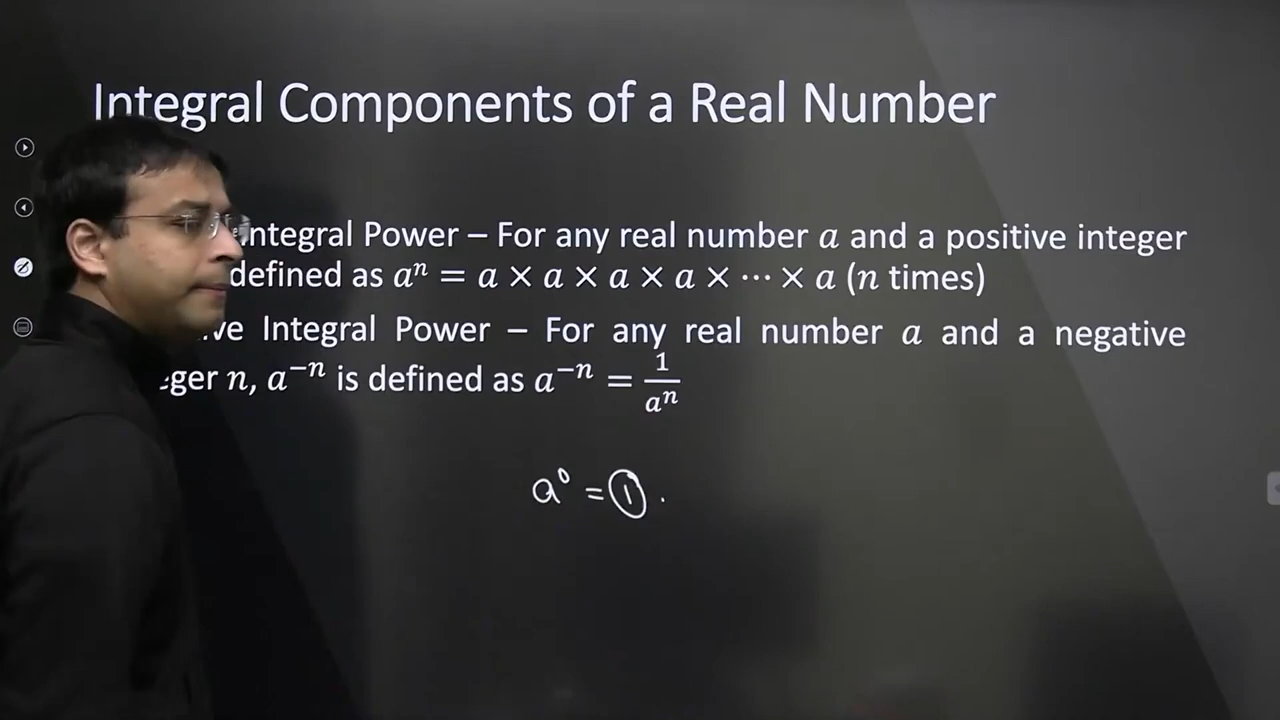 Integral Components of a Real Number
Integral Power – For any real number a and a positive integer
defined as aⁿ = a × a × a × a × ⋯ × a (n times)
Integral Power – For any real number a and a negative
n, a⁻ⁿ is defined as a⁻ⁿ = 1/aⁿ
a⁰ = 1.